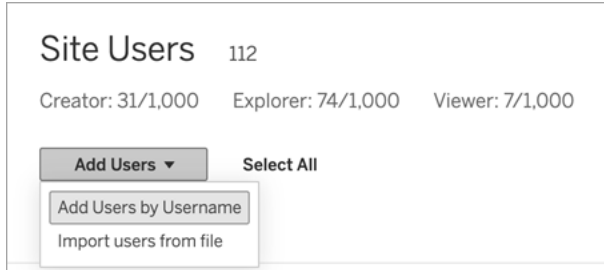 Site Users 112
Creator: 31/1,000 Explorer: 74/1,000 Viewer: 7/1,000
Add Users ▼ Select All
Add Users by Username
Import users from file